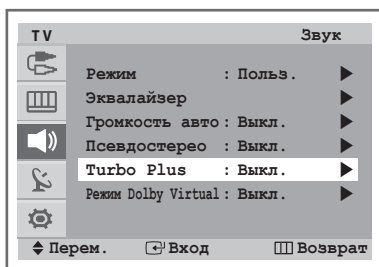 TV Звук
Режим : Польз.
Эквалайзер
Громкость авто : Выкл.
Псевдостерео : Выкл.
Turbo Plus : Выкл.
Режим Dolby Virtual : Выкл.
Перем. Вход Возврат